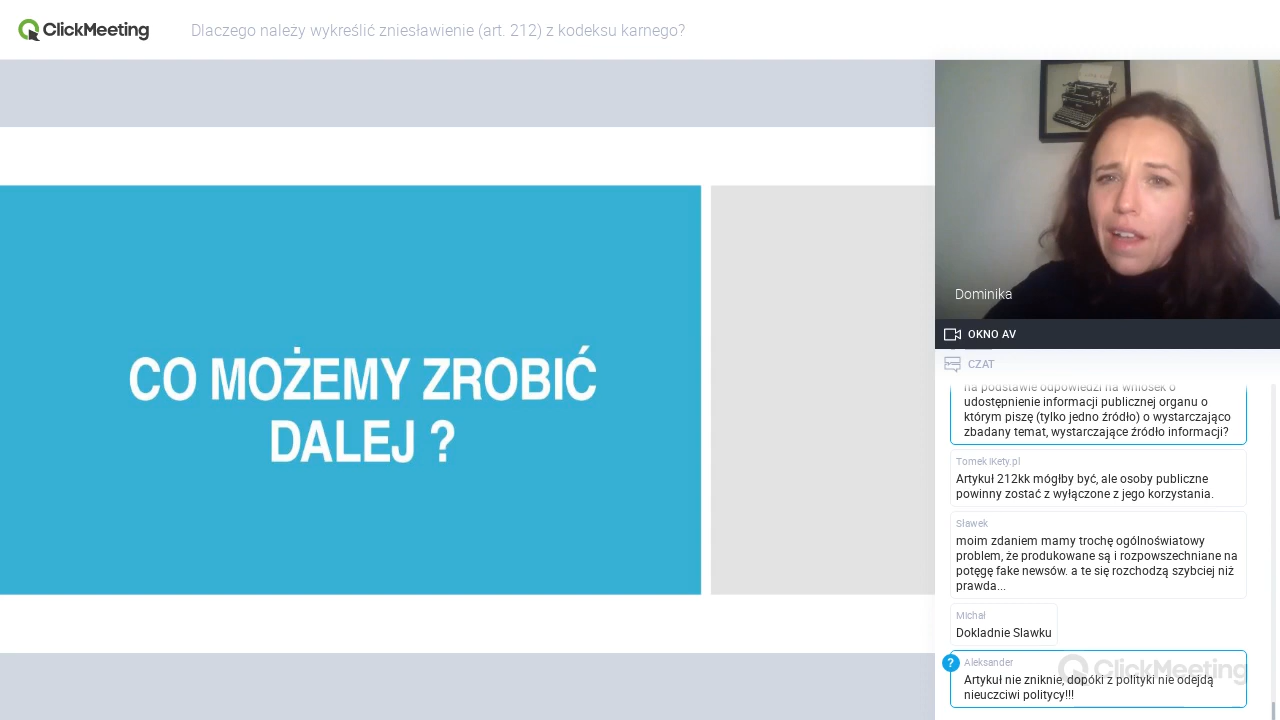 ClickMeeting
Dlaczego należy wykreślić zniesławienie (art. 212) z kodeksu karnego?
CO MOŻEMY ZROBIĆ
DALEJ ?
Dominika
OKNO AV
CZAT
na podstawie odpowiedzi na wniosek o
udostępnienie informacji publicznej organu o
którym piszę (tylko jedno źródło) o wystarczająco
zbadany temat, wystarczające źródło informacji?
Tomek iKety.pl
Artykuł 212kk mógłby być, ale osoby publiczne
powinny zostać z wyłączone z jego korzystania.
Sławek
moim zdaniem mamy trochę ogólnoświatowy
problem, że produkowane są i rozpowszechniane na
potęgę fake newsów. a te się rozchodzą szybciej niż
prawda...
Michał
Dokladnie Slawku
?
Aleksander
Artykuł nie zniknie, dopóki z polityki nie odejdą
nieuczciwi politycy!!!
ClickMeeting